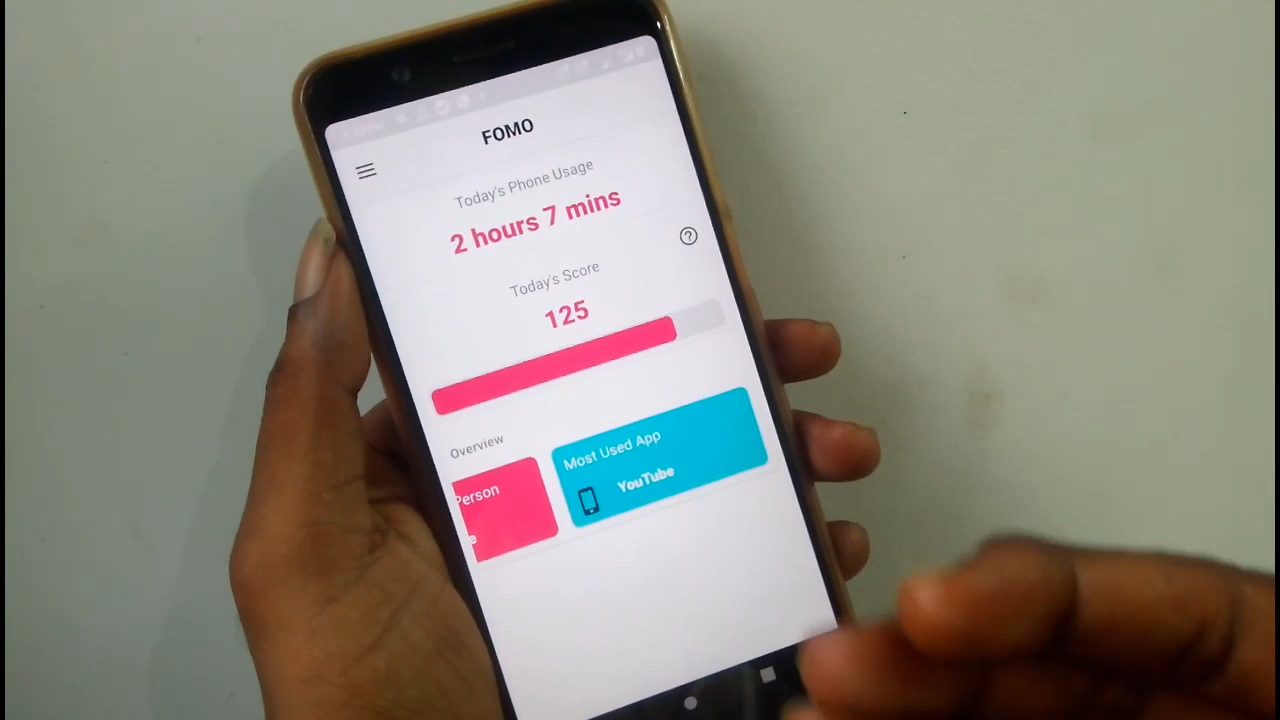 FOMO
Today's Phone Usage
2 hours 7 mins
Today's Score
125
Overview
Person
Most Used App
YouTube